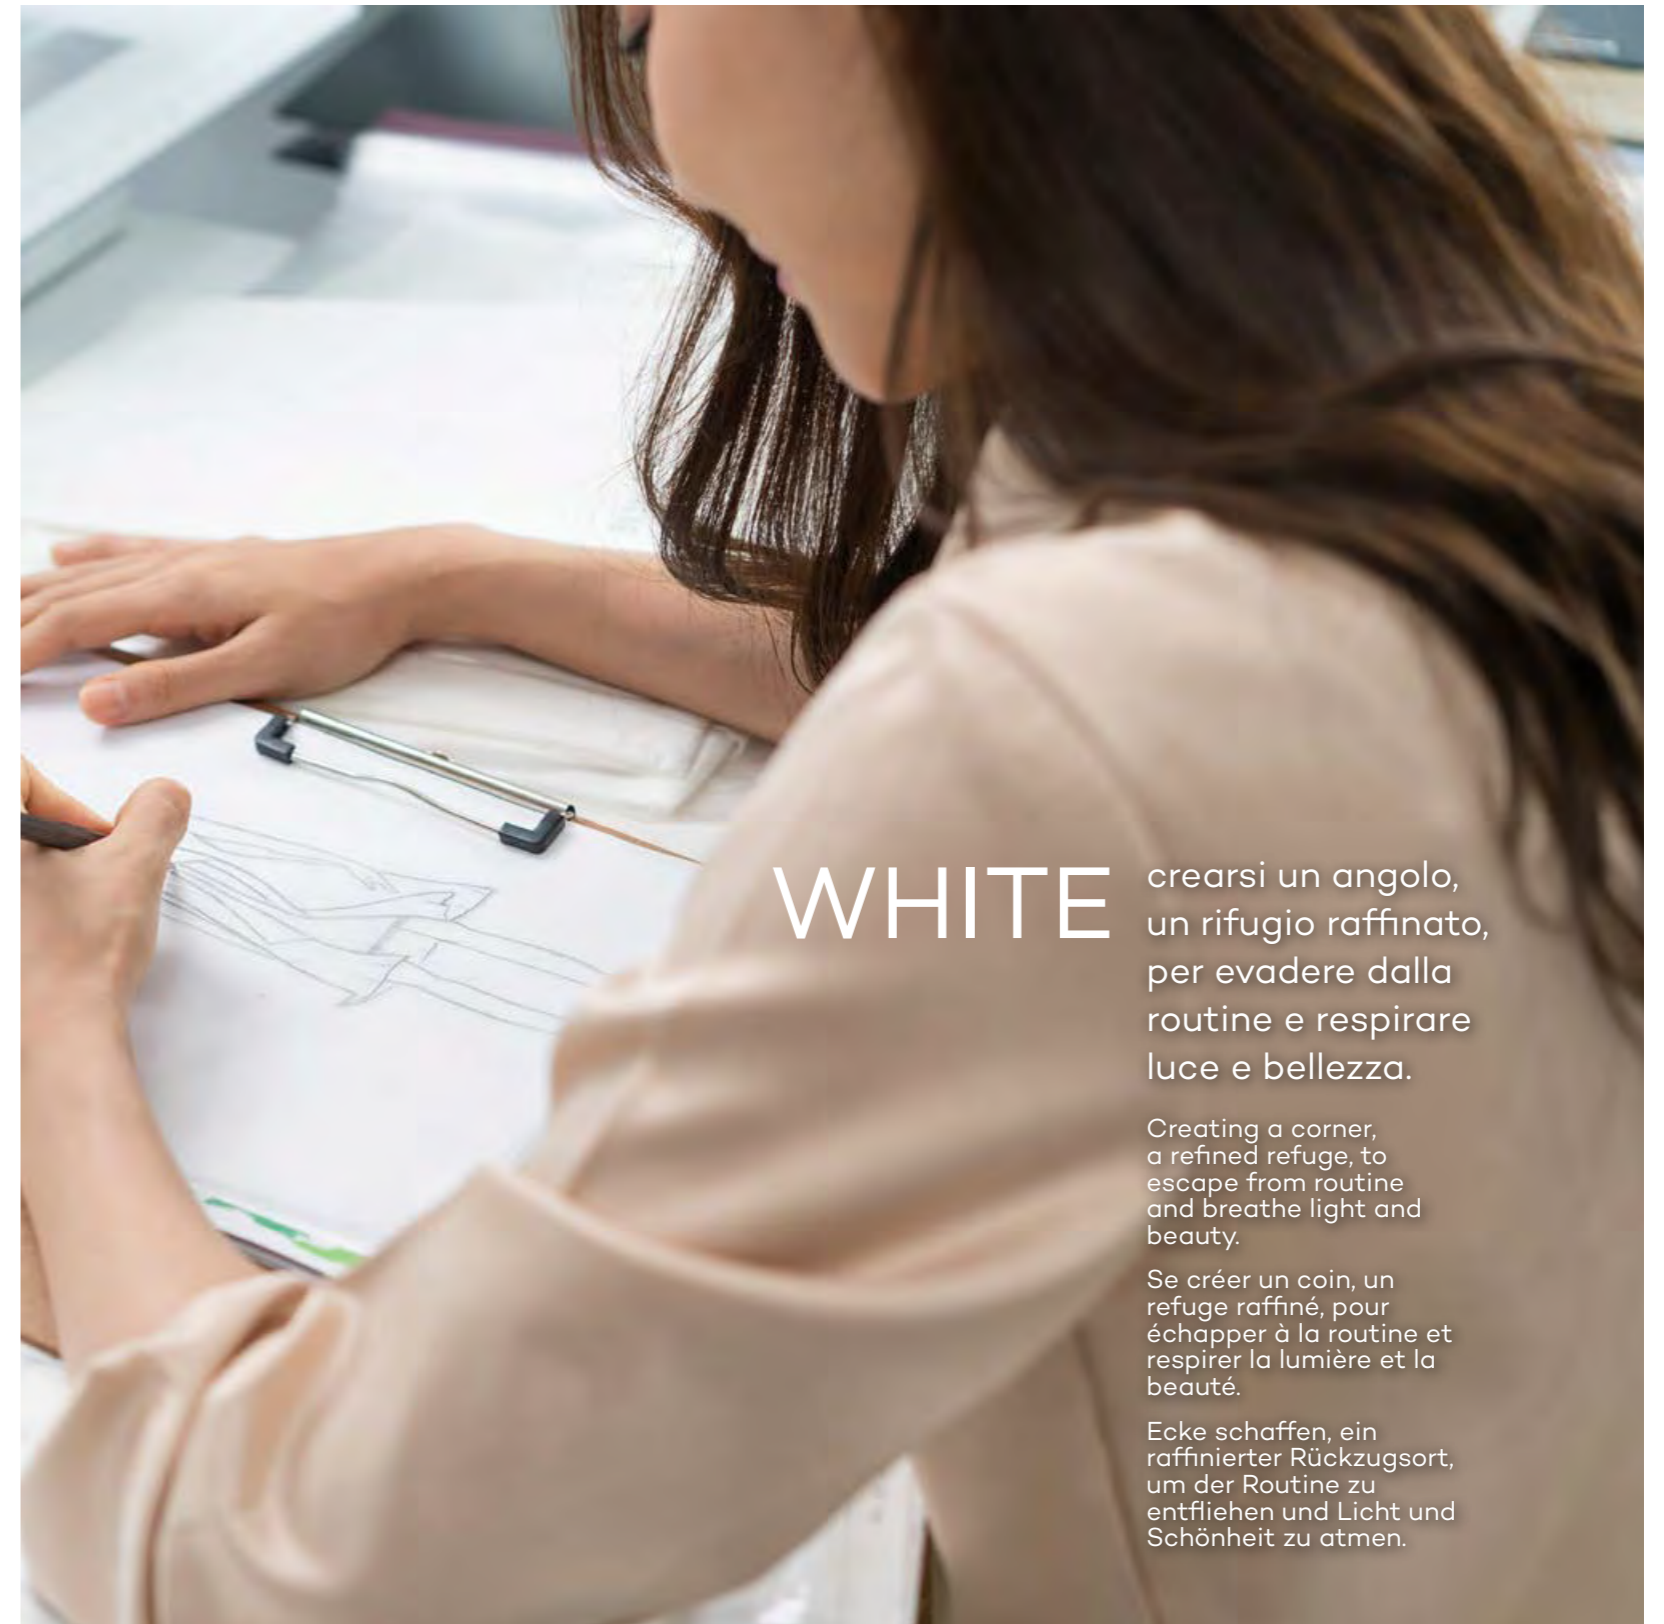 WHITE
crearsi un angolo,
un rifugio raffinato,
per evadere dalla
routine e respirare
luce e bellezza.
Creating a corner,
a refined refuge, to
escape from routine
and breathe light and
beauty.
Se créer un coin, un
refuge raffiné, pour
échapper à la routine et
respirer la lumière et la
beauté.
Ecke schaffen, ein
raffinierter Rückzugsort,
um der Routine zu
entfliehen und Licht und
Schönheit zu atmen.